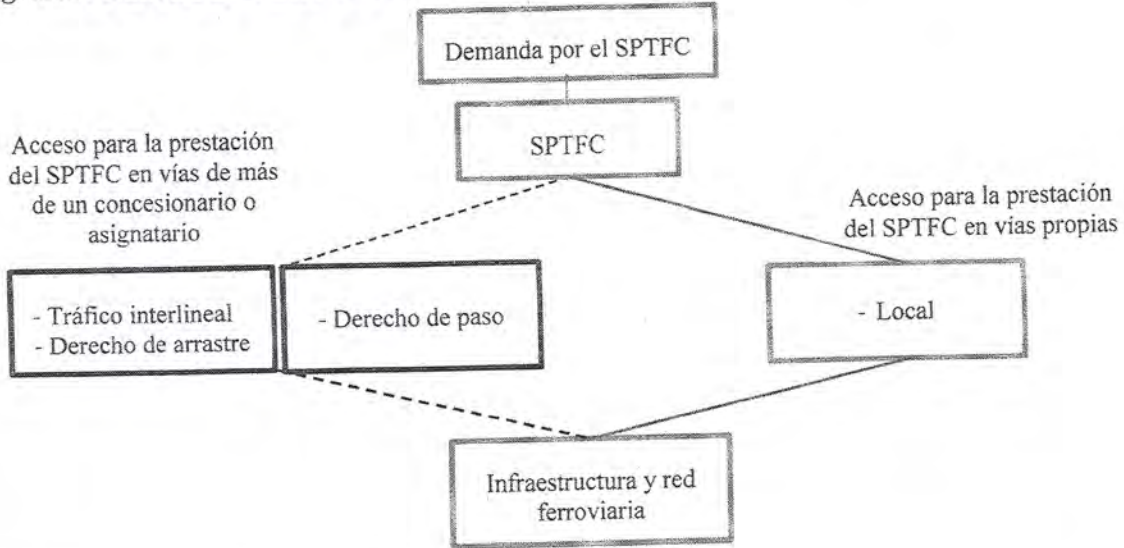 Demanda por el SPTFC
SPTFC
Acceso para la prestación
del SPTFC en vías de más
de un concesionario o
asignatario
Acceso para la prestación
del SPTFC en vías propias
- Tráfico interlineal
- Derecho de arrastre
- Derecho de paso
- Local
Infraestructura y red
ferroviaria